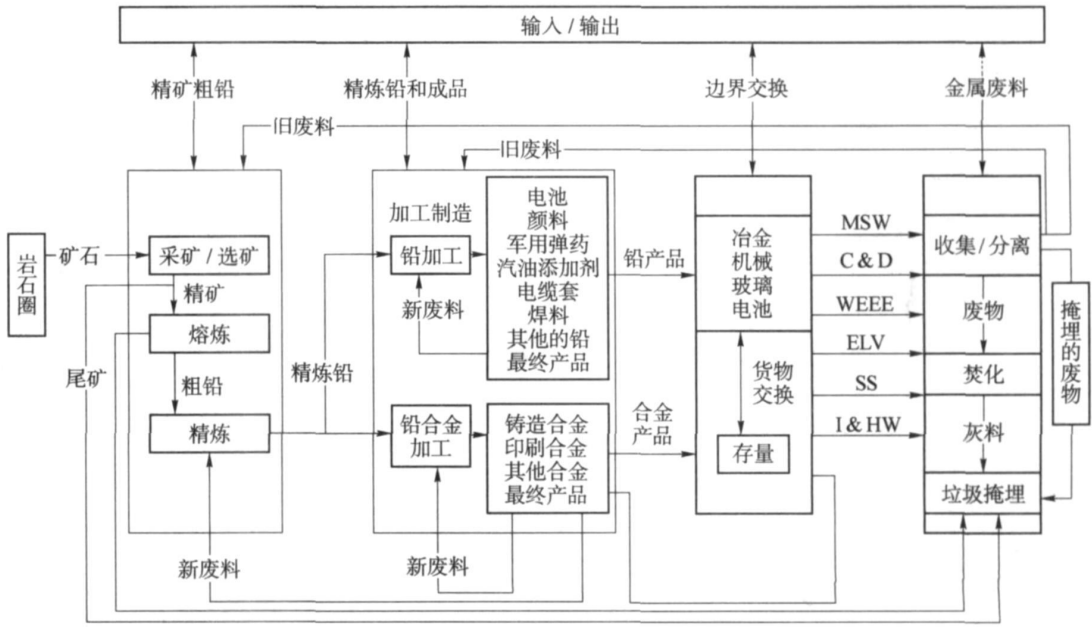 输入/输出
精矿粗铅
精炼铅和成品
边界交换
金属废料
旧废料
旧废料
岩石圈
矿石
采矿/选矿
精矿
熔炼
粗铅
精炼
尾矿
新废料
精炼铅
加工制造
铅加工
新废料
电池
颜料
军用弹药
汽油添加剂
电缆套
焊料
其他的铅
最终产品
铅合金
加工
铸造合金
印刷合金
其他合金
最终产品
新废料
铅产品
合金
产品
冶金
机械
玻璃
电池
货物
交换
存量
MSW
C & D
WEEE
ELV
SS
I & HW
收集/分离
废物
焚化
灰料
垃圾掩埋
掩埋的废物